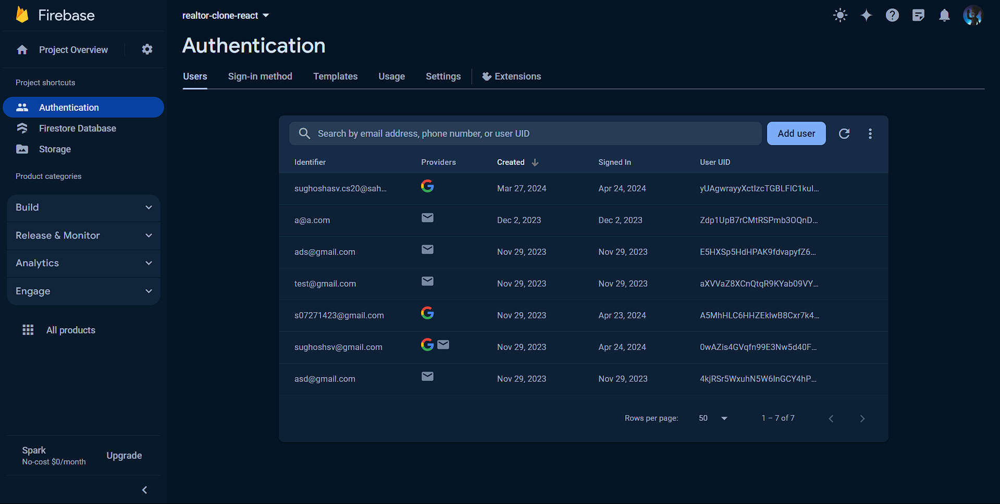 Firebase
realtor-clone-react
Project Overview
Authentication
Users Sign-in method Templates Usage Settings Extensions
Project shortcuts
Authentication
Firestore Database
Storage
Product categories
Build
Release & Monitor
Analytics
Engage
All products
Spark
No-cost $0/month
Upgrade
Search by email address, phone number, or user UID
Add user
Identifier Providers Created Signed In User UID
sughoshasv.cs20@sah... Mar 27, 2024 Apr 24, 2024 yUAgwrayyXctIzcTGBLFIC1kuI...
a@a.com Dec 2, 2023 Dec 2, 2023 Zdp1UpB7rCMtRSPmb3OQnD...
ads@gmail.com Nov 29, 2023 Nov 29, 2023 E5HXSp5HdHPAK9fdvapyfZ6...
test@gmail.com Nov 29, 2023 Nov 29, 2023 aXVVaZ8XCnQtqR9KYab09VY...
s07271423@gmail.com Nov 29, 2023 Apr 23, 2024 A5MhHLC6HHZEklwB8Cxr7k4...
sughoshsv@gmail.com Nov 29, 2023 Apr 24, 2024 0wAZis4GVqfn99E3Nw5d40F...
asd@gmail.com Nov 29, 2023 Nov 29, 2023 4kjRSr5WxuhN5W6InGCY4hP...
Rows per page: 50 1 – 7 of 7